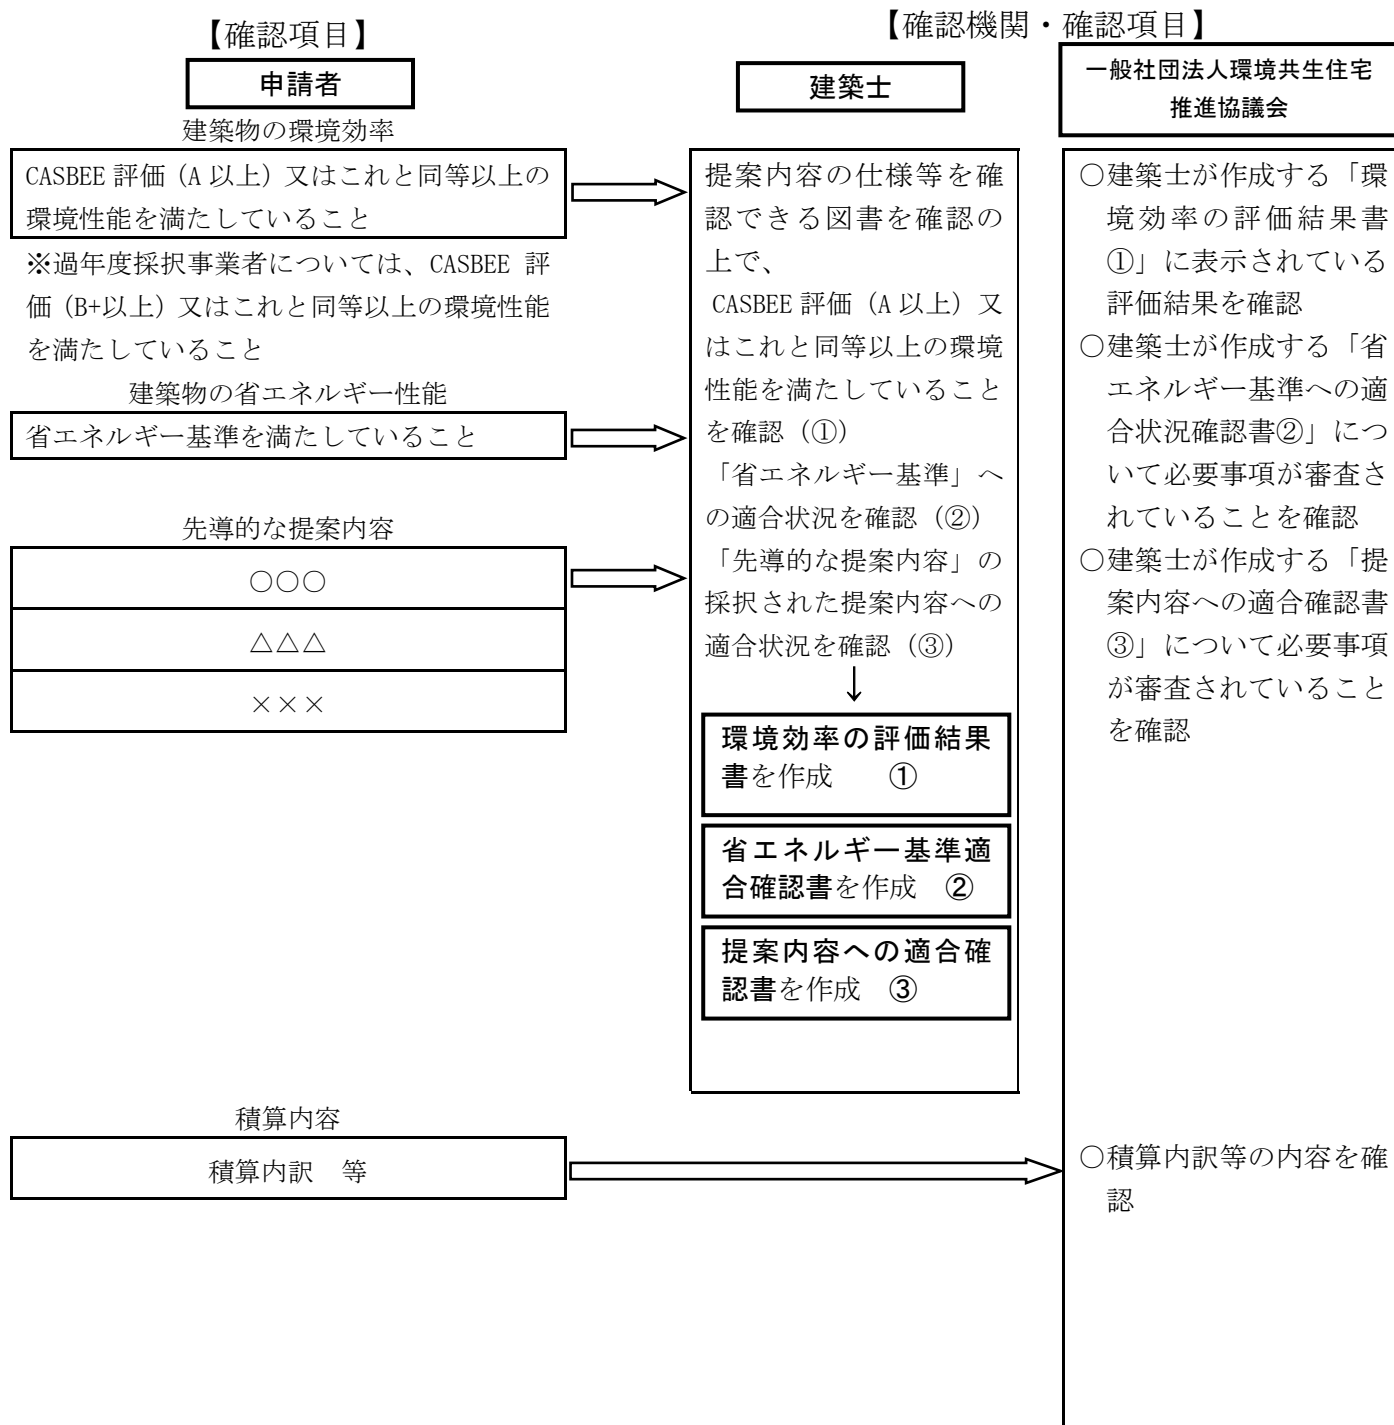 【確認項目】
【確認機関・確認項目】
申請者
建築士
一般社団法人環境共生住宅
推進協議会
建築物の環境効率
CASBEE 評価（A 以上）又はこれと同等以上の
環境性能を満たしていること
※過年度採択事業者については、CASBEE 評
価（B+以上）又はこれと同等以上の環境性能
を満たしていること
建築物の省エネルギー性能
省エネルギー基準を満たしていること
先導的な提案内容
○○○
△△△
×××
提案内容の仕様等を確
認できる図書を確認の
上で、
CASBEE 評価（A 以上）又
はこれと同等以上の環境
性能を満たしていること
を確認（①）
「省エネルギー基準」へ
の適合状況を確認（②）
「先導的な提案内容」の
採択された提案内容への
適合状況を確認（③）
↓
環境効率の評価結果
書を作成　①
省エネルギー基準適
合確認書を作成　②
提案内容への適合確
認書を作成　③
○建築士が作成する「環
境効率の評価結果書
①」に表示されている
評価結果を確認
○建築士が作成する「省
エネルギー基準への適
合状況確認書②」につ
いて必要事項が審査さ
れていることを確認
○建築士が作成する「提
案内容への適合確認書
③」について必要事項
が審査されていること
を確認
積算内容
積算内訳　等
○積算内訳等の内容を確
認